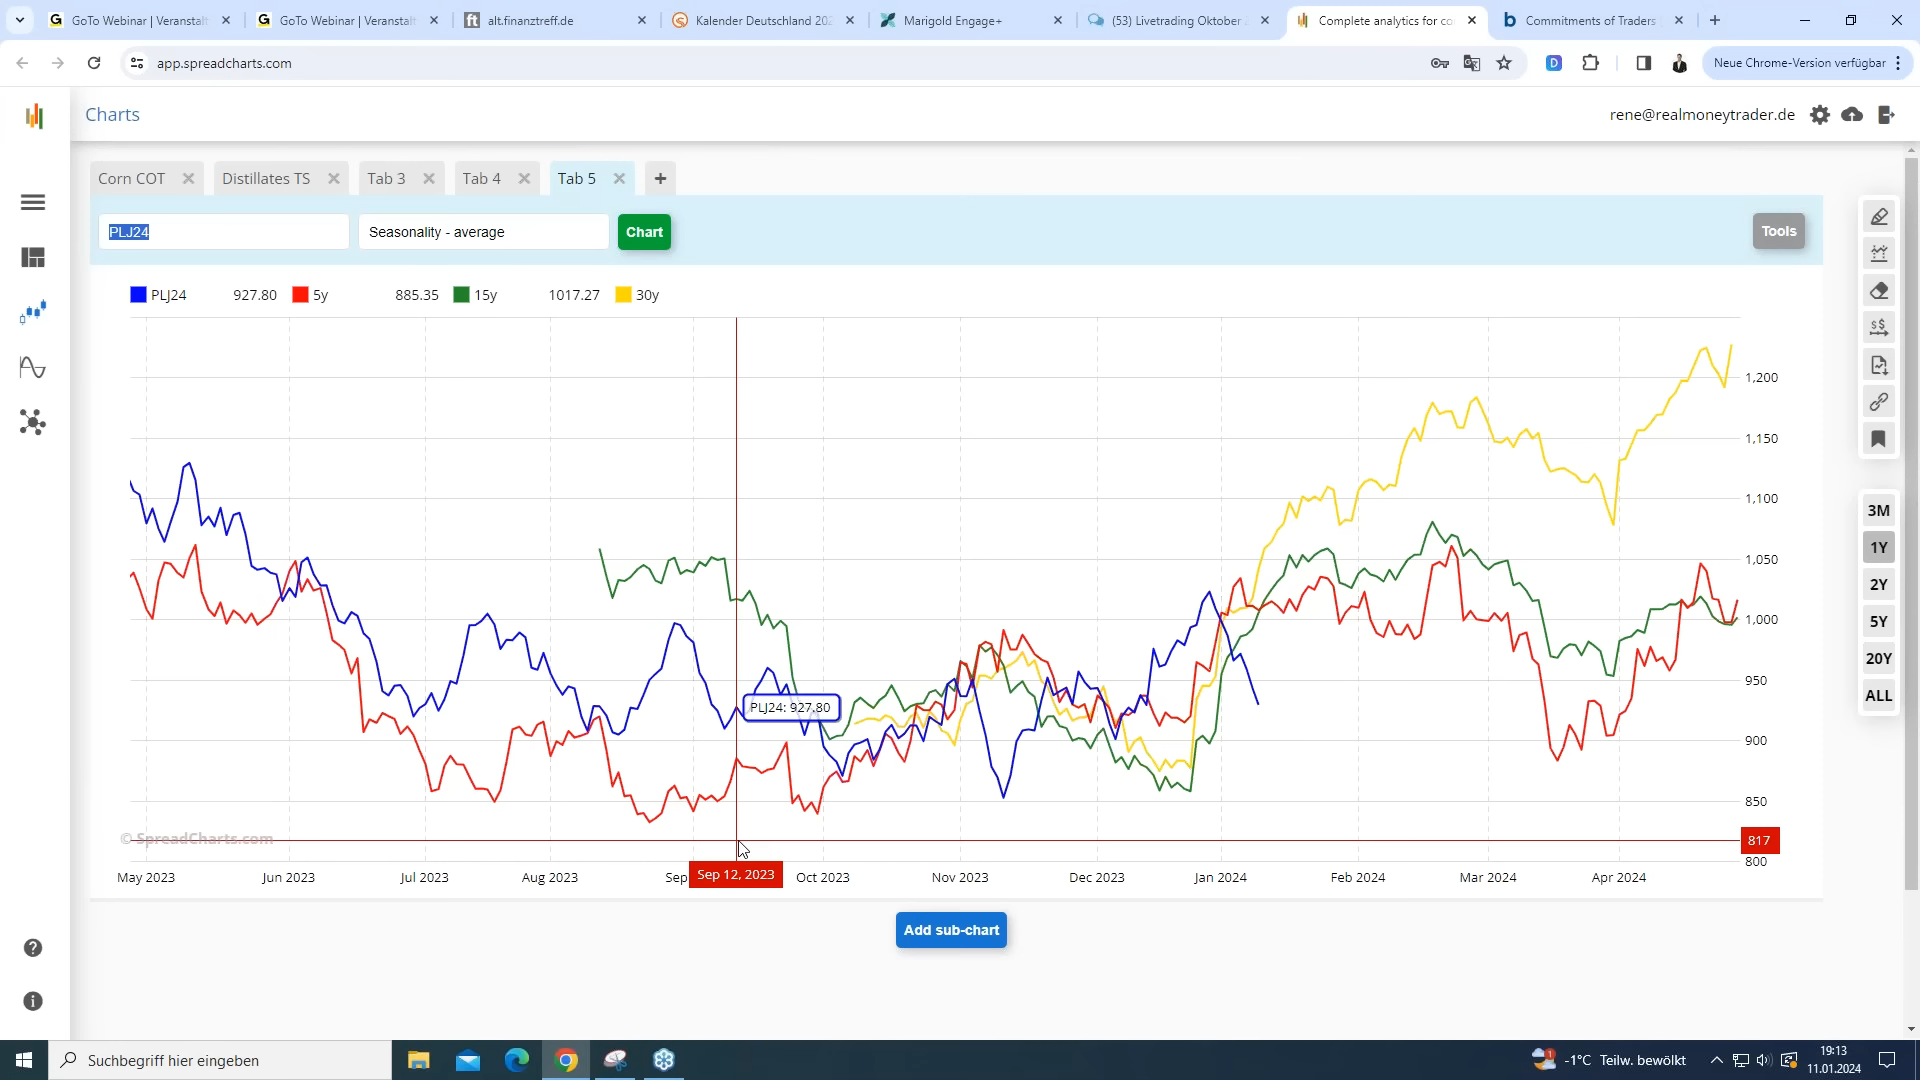 GoTo Webinar | Veranstalt
GoTo Webinar | Veranstalt
ft alt.finanztreff.de
Kalender Deutschland 202
Marigold Engage+
(53) Livetrading Oktober
Complete analytics for co
Commitments of Traders
app.spreadcharts.com
Neue Chrome-Version verfügbar
Charts
rene@realmoneytrader.de
Corn COT
Distillates TS
Tab 3
Tab 4
Tab 5
+
PLJ24
Seasonality - average
Chart
Tools
PLJ24 927.80 5y 885.35 15y 1017.27 30y
1,200
1,150
1,100
1,050
1,000
950
900
850
800
817
PLJ24: 927.80
© SpreadCharts.com
May 2023
Jun 2023
Jul 2023
Aug 2023
Sep
Sep 12, 2023
Oct 2023
Nov 2023
Dec 2023
Jan 2024
Feb 2024
Mar 2024
Apr 2024
3M
1Y
2Y
5Y
20Y
ALL
Add sub-chart
Suchbegriff hier eingeben
-1°C Teilw. bewölkt
19:13
11.01.2024